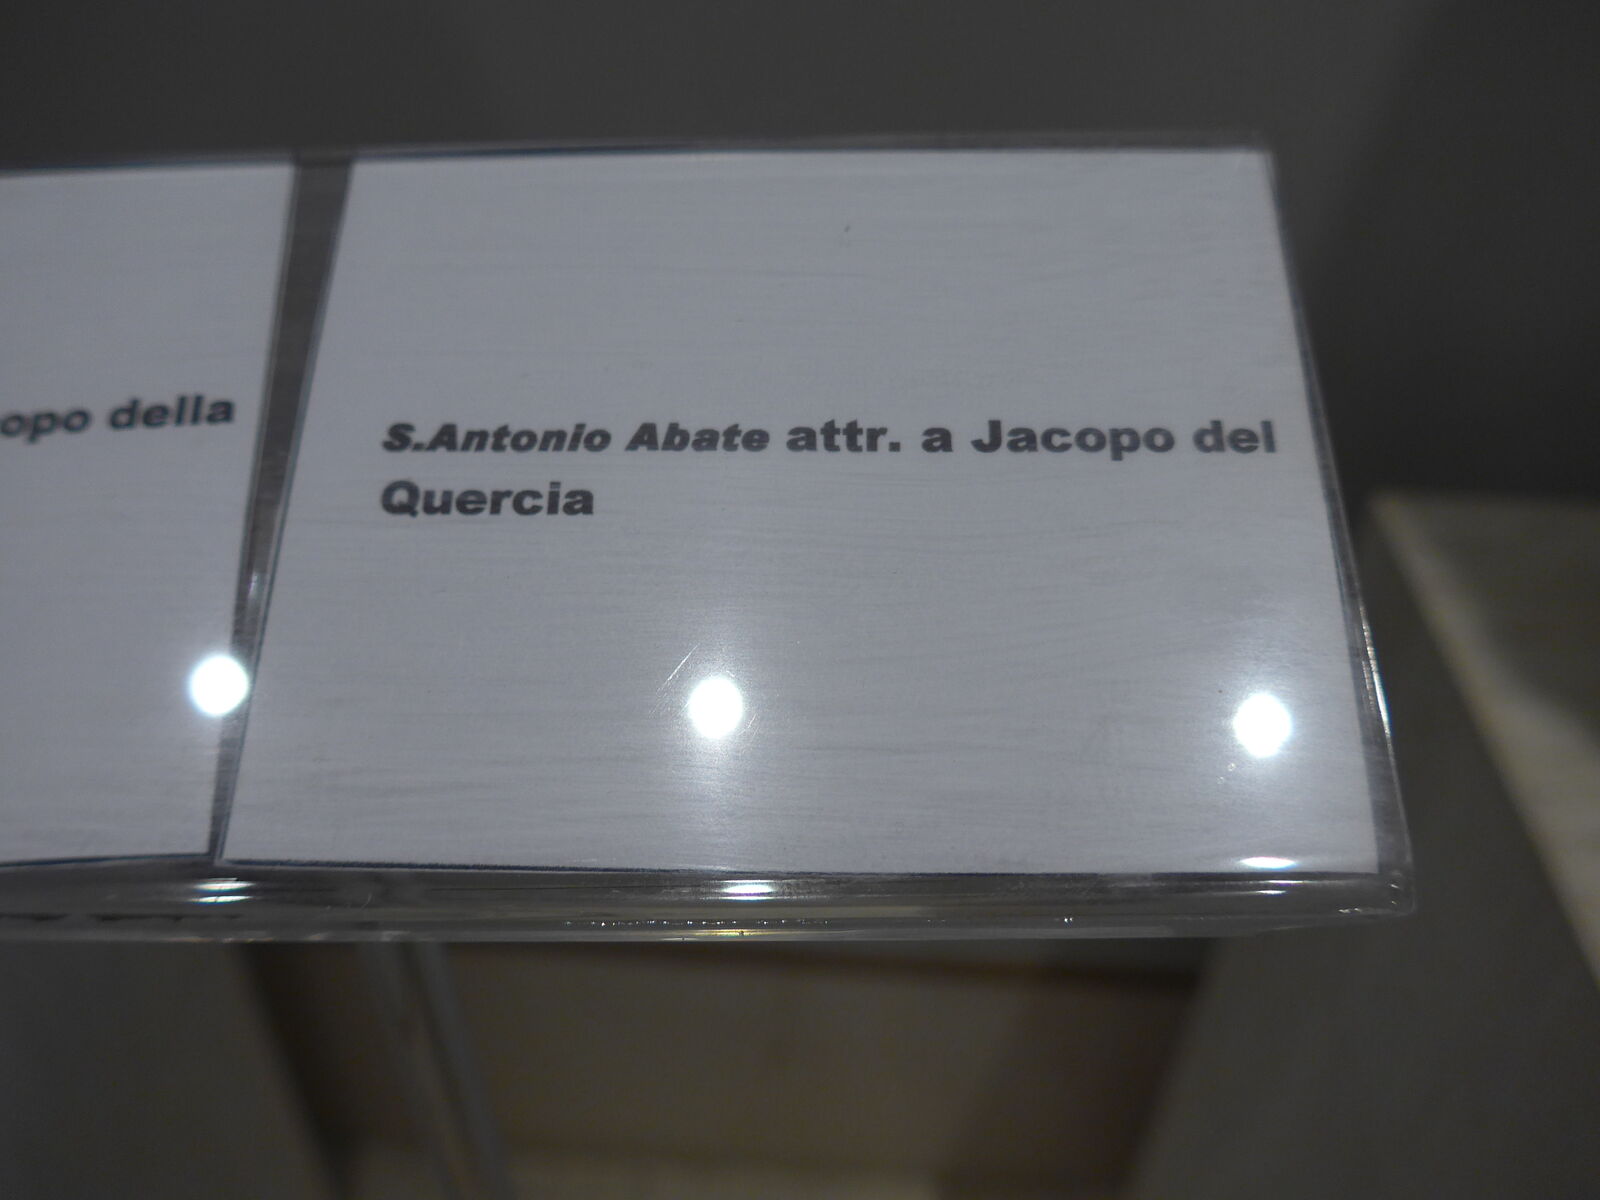 opo della
S.Antonio Abate attr. a Jacopo del
Quercia